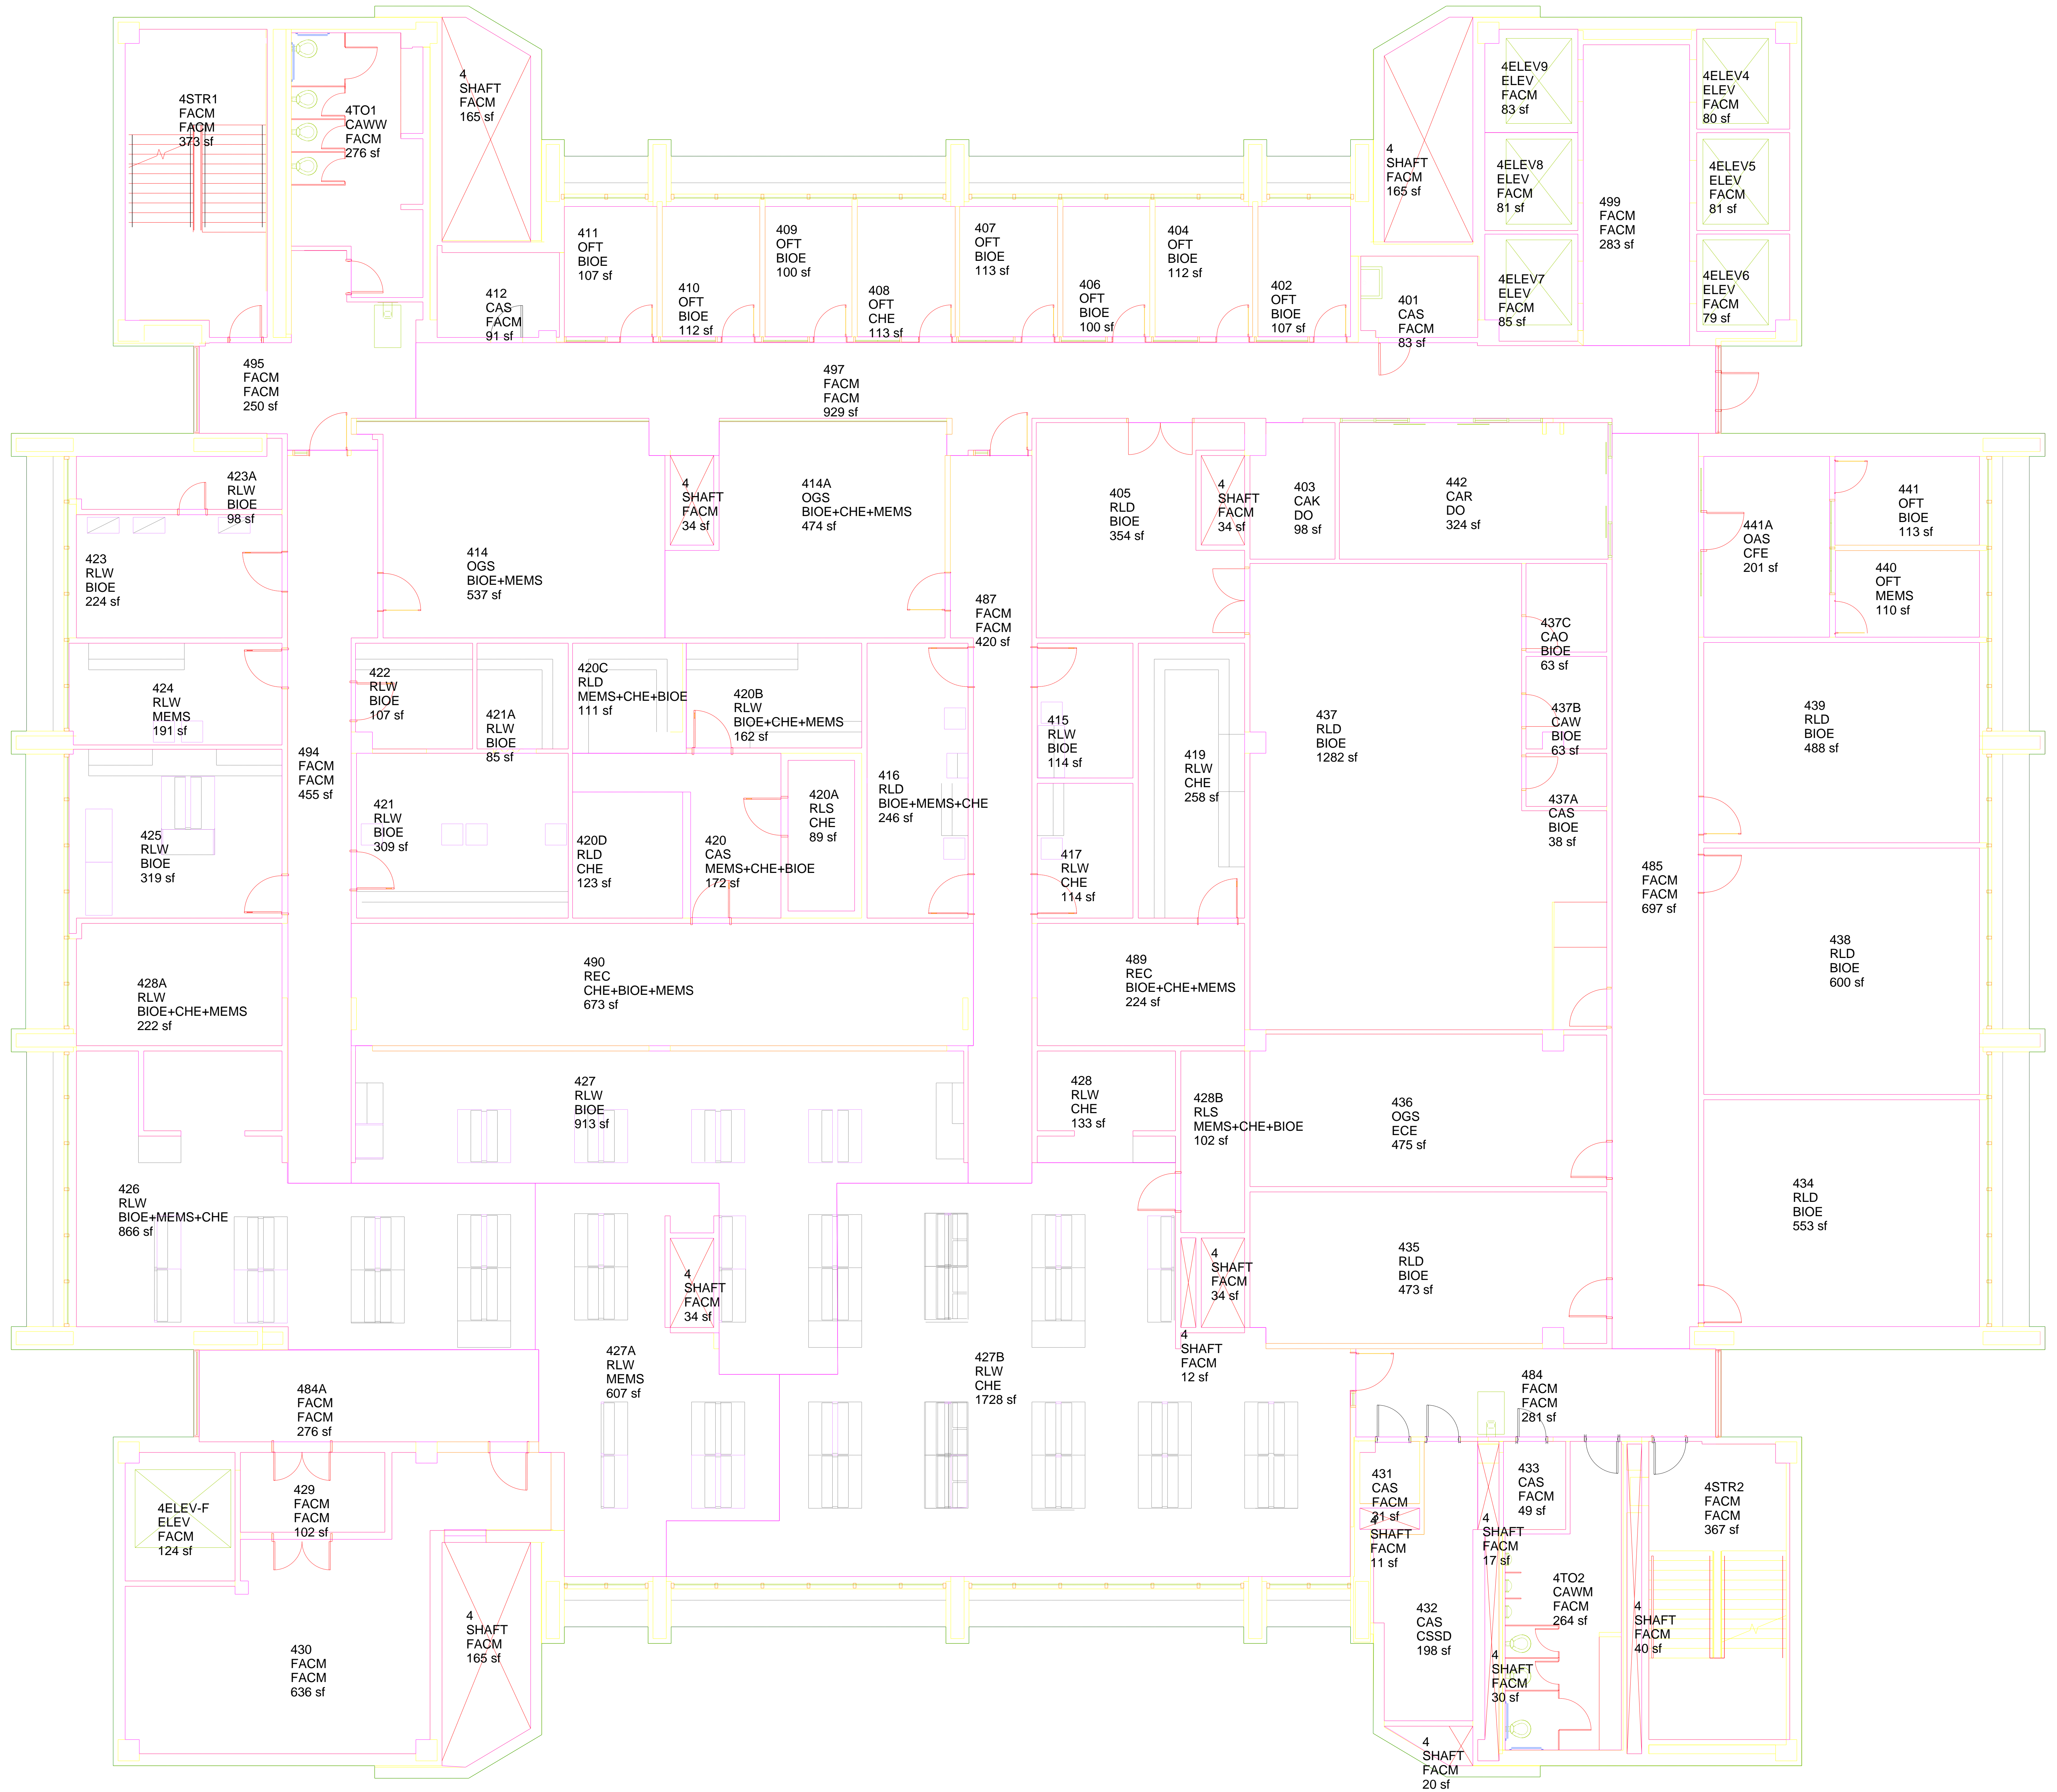 4STR1
FACM
FACM
373 sf
4TO1
CAWW
FACM
276 sf
4
SHAFT
FACM
165 sf
4
SHAFT
FACM
165 sf
4ELEV9
ELEV
FACM
83 sf
4ELEV4
ELEV
FACM
80 sf
4ELEV8
ELEV
FACM
81 sf
4ELEV5
ELEV
FACM
81 sf
499
FACM
FACM
283 sf
4ELEV7
ELEV
FACM
85 sf
4ELEV6
ELEV
FACM
79 sf
412
CAS
FACM
91 sf
411
OFT
BIOE
107 sf
410
OFT
BIOE
112 sf
409
OFT
BIOE
100 sf
408
OFT
CHE
113 sf
407
OFT
BIOE
113 sf
406
OFT
BIOE
100 sf
404
OFT
BIOE
112 sf
402
OFT
BIOE
107 sf
401
CAS
FACM
83 sf
495
FACM
FACM
250 sf
497
FACM
FACM
929 sf
423A
RLW
BIOE
98 sf
423
RLW
BIOE
224 sf
414
OGS
BIOE+MEMS
537 sf
4
SHAFT
FACM
34 sf
414A
OGS
BIOE+CHE+MEMS
474 sf
487
FACM
FACM
420 sf
405
RLD
BIOE
354 sf
4
SHAFT
FACM
34 sf
403
CAK
DO
98 sf
442
CAR
DO
324 sf
441A
OAS
CFE
201 sf
441
OFT
BIOE
113 sf
440
OFT
MEMS
110 sf
424
RLW
MEMS
191 sf
494
FACM
FACM
455 sf
422
RLW
BIOE
107 sf
421A
RLW
BIOE
85 sf
420C
RLD
MEMS+CHE+BIOE
111 sf
420B
RLW
BIOE+CHE+MEMS
162 sf
416
RLD
BIOE+MEMS+CHE
246 sf
415
RLW
BIOE
114 sf
419
RLW
CHE
258 sf
437
RLD
BIOE
1282 sf
437C
CAO
BIOE
63 sf
437B
CAW
BIOE
63 sf
437A
CAS
BIOE
38 sf
439
RLD
BIOE
488 sf
425
RLW
BIOE
319 sf
421
RLW
BIOE
309 sf
420D
RLD
CHE
123 sf
420
CAS
MEMS+CHE+BIOE
172 sf
420A
RLS
CHE
89 sf
417
RLW
CHE
114 sf
485
FACM
FACM
697 sf
438
RLD
BIOE
600 sf
428A
RLW
BIOE+CHE+MEMS
222 sf
490
REC
CHE+BIOE+MEMS
673 sf
489
REC
BIOE+CHE+MEMS
224 sf
427
RLW
BIOE
913 sf
428
RLW
CHE
133 sf
428B
RLS
MEMS+CHE+BIOE
102 sf
436
OGS
ECE
475 sf
426
RLW
BIOE+MEMS+CHE
866 sf
434
RLD
BIOE
553 sf
4
SHAFT
FACM
34 sf
4
SHAFT
FACM
34 sf
435
RLD
BIOE
473 sf
4
SHAFT
FACM
12 sf
427A
RLW
MEMS
607 sf
427B
RLW
CHE
1728 sf
484A
FACM
FACM
276 sf
484
FACM
FACM
281 sf
4ELEV-F
ELEV
FACM
124 sf
429
FACM
FACM
102 sf
431
CAS
FACM
21 sf
4
SHAFT
FACM
11 sf
433
CAS
FACM
49 sf
4
SHAFT
FACM
17 sf
4STR2
FACM
FACM
367 sf
430
FACM
FACM
636 sf
4
SHAFT
FACM
165 sf
432
CAS
CSSD
198 sf
4TO2
CAWM
FACM
264 sf
4
SHAFT
FACM
40 sf
4
SHAFT
FACM
30 sf
4
SHAFT
FACM
20 sf